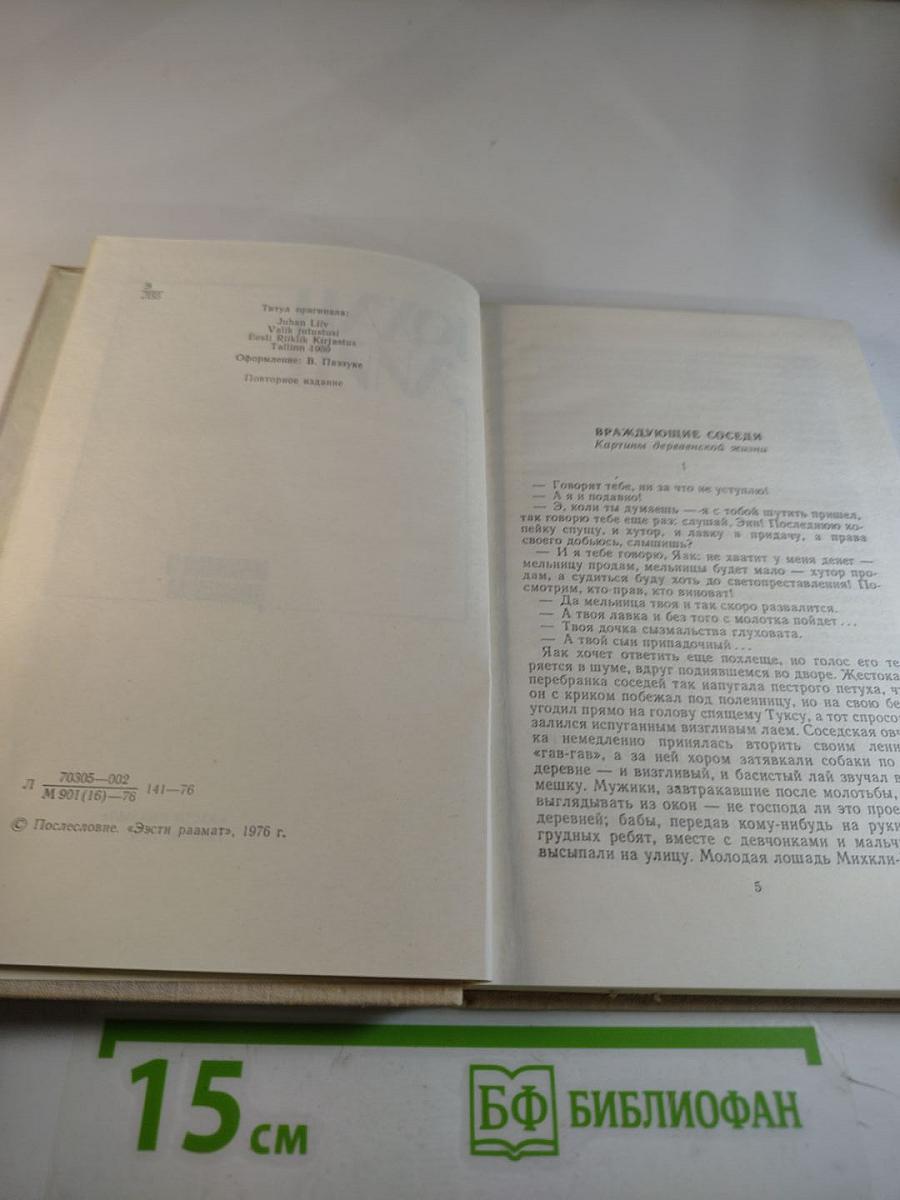 Э
Титул оригинала:
Juhan Liiv
Valik jutustusi
Eesti Riiklik Kirjastus
Tallinn
Оформление: В. Пахзуке
Повторное издание
Л 70305—002 141—76
М 901(16)—76
© Послесловие. «Ээсти раамат», 1976 г.
ВРАЖДУЮЩИЕ СОСЕДИ
Картины деревенской жизни
1
— Говорят тебе, ни за что не уступлю!
— А я и подавно!
— Э, коли ты думаешь — я с тобой шутить пришел,
так говорю тебе еще раз: слушай, Энн! Последнюю ко-
пейку спущу, и хутор, и лавку в придачу, а права
своего добьюсь, слышишь?
— И я тебе говорю, Яак: не хватит у меня денег —
мельницу продам, мельницы будет мало — хутор про-
дам, а судиться буду хоть до светопреставления! По-
смотрим, кто прав, кто виноват!
— Да мельница твоя и так скоро развалится.
— А твоя лавка и без того с молотка пойдет...
— Твоя дочка сызмальства глуховата.
— А твой сын припадочный...
Яак хочет ответить еще похлеще, но голос его те
ряется в шуме, вдруг поднявшемся во дворе. Жестока
перебранка соседей так напугала пестрого петуха, ч
он с криком побежал под поленницу, но на свою бе
угодил прямо на голову спящему Туксу, а тот спросо
залился испуганным визгливым лаем. Соседская ов
ка немедленно принялась вторить своим лени
«гав-гав», а за ней хором затявкали собаки по
деревне — и визгливый, и басистый лай звучал в
мешку. Мужики, завтракавшие после молотьбы,
выглядывать из окон — не господа ли это прое
деревней; бабы, передав кому-нибудь на руки
грудных ребят, вместе с девчонками и мальч
высыпали на улицу. Молодая лошадь Михкли-
5
15 см
БФ БИБЛИОФАН